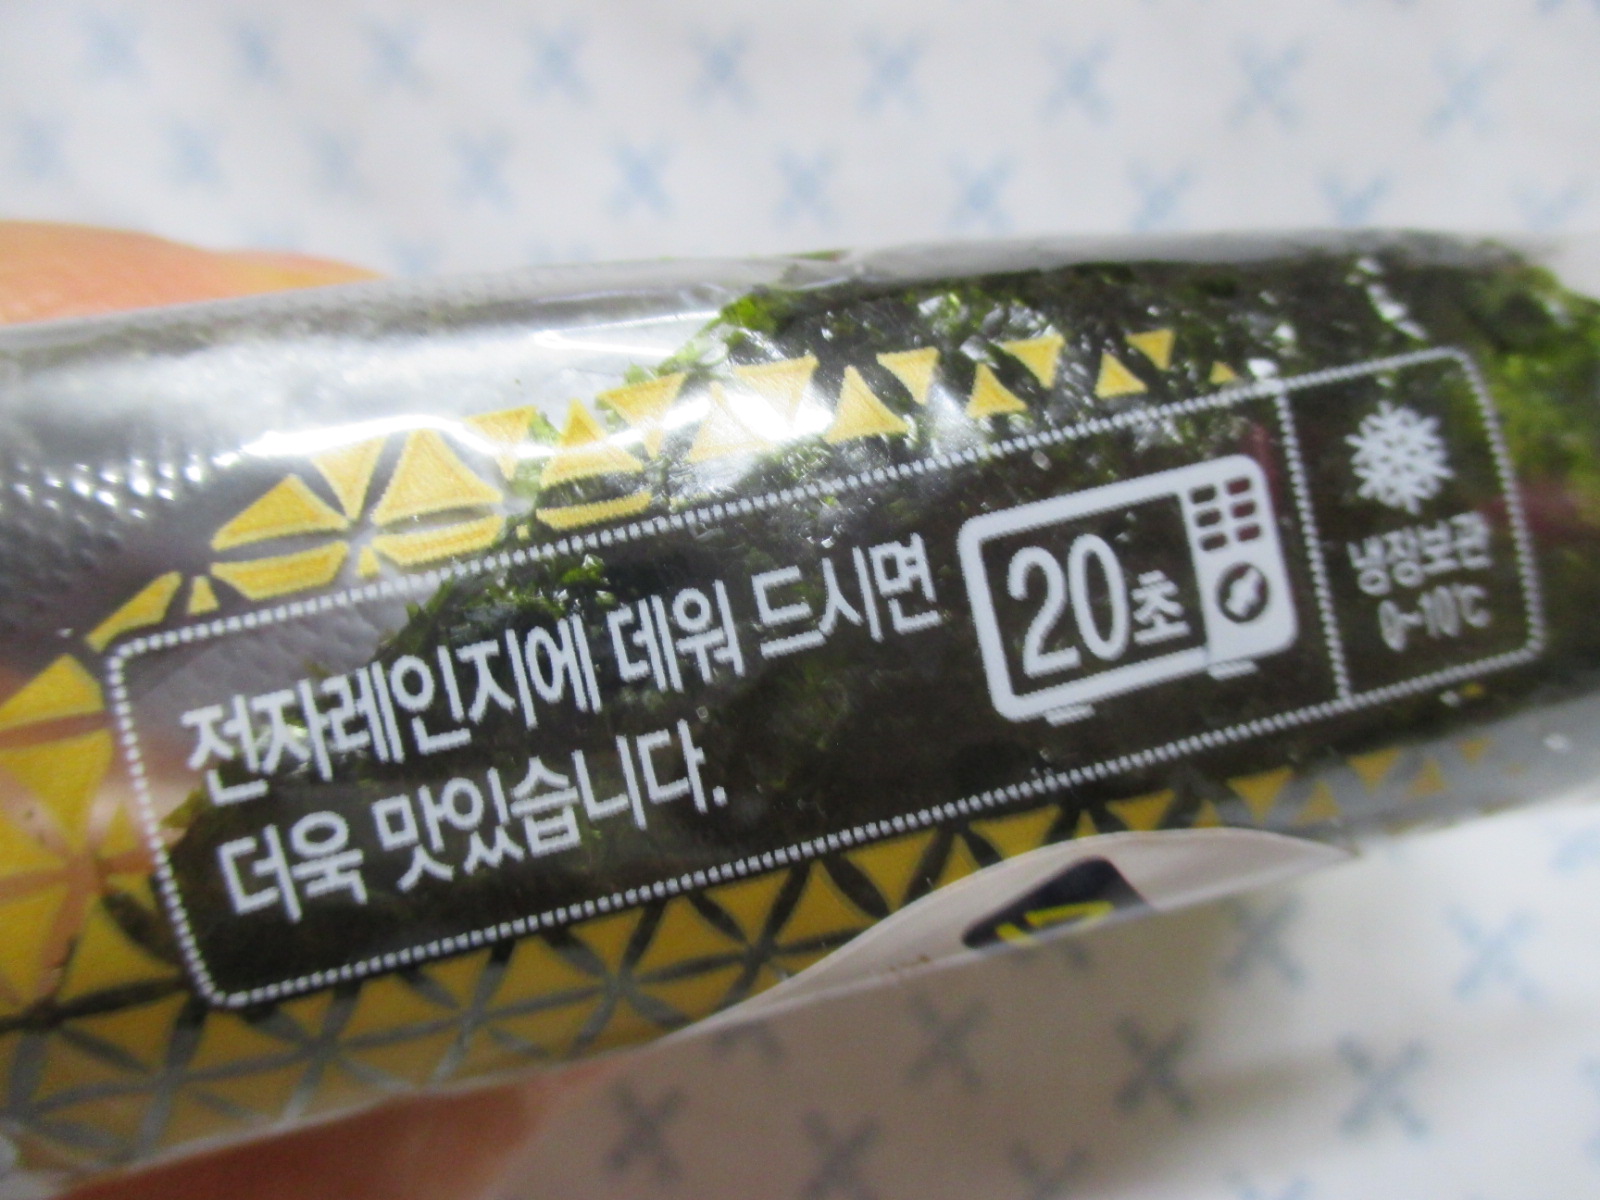 전자레인지에 데워 드시면
더욱 맛있습니다.
20초
냉장보관
0~10℃